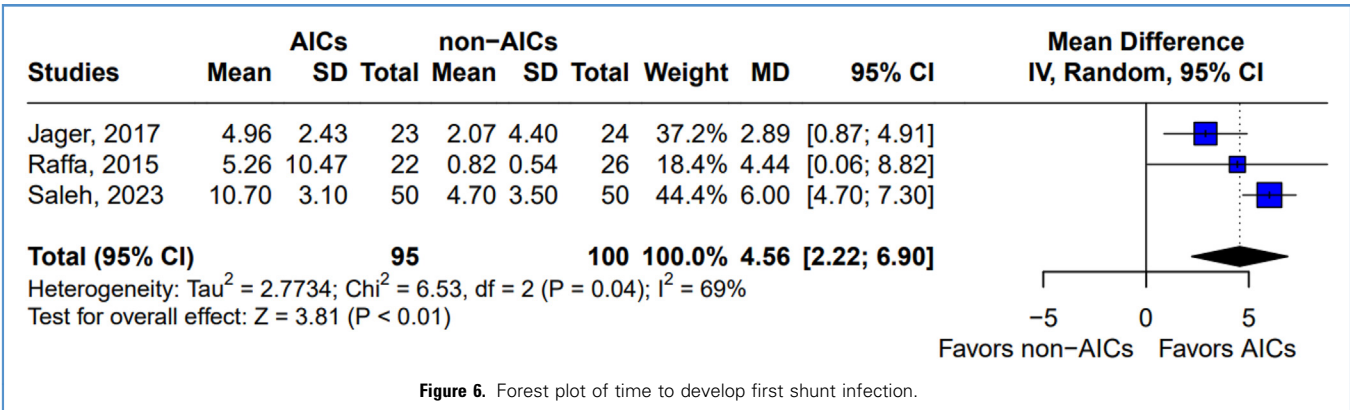 AICs non−AICs Mean Difference
Studies Mean SD Total Mean SD Total Weight MD 95% CI IV, Random, 95% CI
Jager, 2017 4.96 2.43 23 2.07 4.40 24 37.2% 2.89 [0.87; 4.91]
Raffa, 2015 5.26 10.47 22 0.82 0.54 26 18.4% 4.44 [0.06; 8.82]
Saleh, 2023 10.70 3.10 50 4.70 3.50 50 44.4% 6.00 [4.70; 7.30]
Total (95% CI) 95 100 100.0% 4.56 [2.22; 6.90]
Heterogeneity: Tau² = 2.7734; Chi² = 6.53, df = 2 (P = 0.04); I² = 69%
Test for overall effect: Z = 3.81 (P < 0.01)
−5 0 5
Favors non−AICs Favors AICs
Figure 6. Forest plot of time to develop first shunt infection.